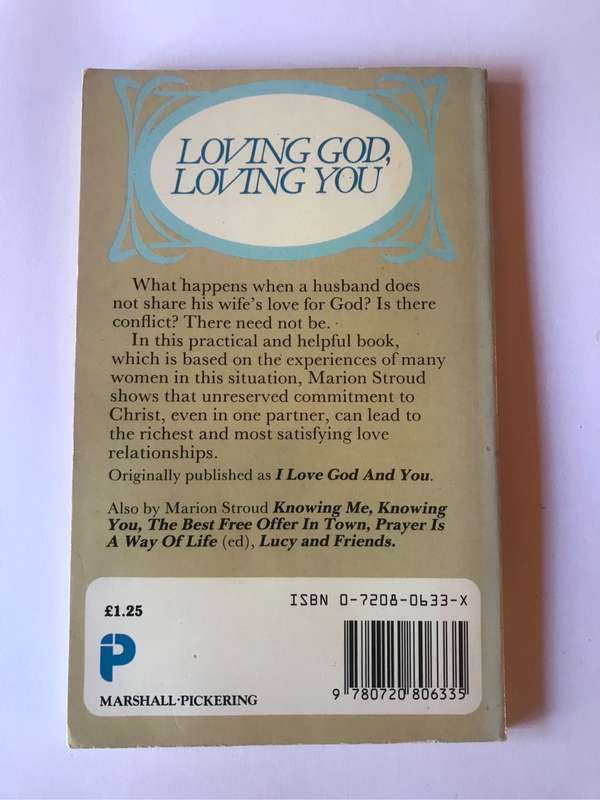 LOVING GOD,
LOVING YOU
What happens when a husband does
not share his wife's love for God? Is there
conflict? There need not be.
In this practical and helpful book,
which is based on the experiences of many
women in this situation, Marion Stroud
shows that unreserved commitment to
Christ, even in one partner, can lead to
the richest and most satisfying love
relationships.
Originally published as I Love God And You.
Also by Marion Stroud Knowing Me, Knowing
You, The Best Free Offer In Town, Prayer Is
A Way Of Life (ed), Lucy and Friends.
£1.25
ISBN 0-7208-0633-X
MARSHALL·PICKERING
9 780720 806335